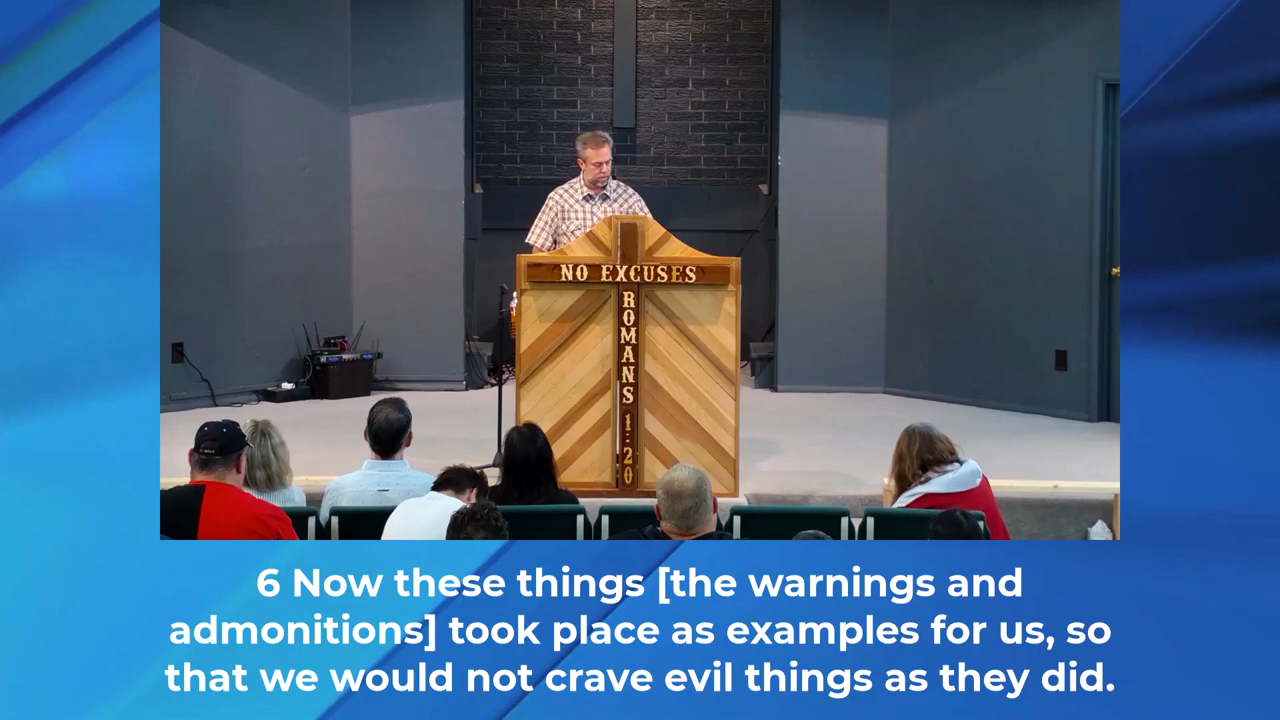 NO EXCUSES
ROMANS 1:20
6 Now these things [the warnings and
admonitions] took place as examples for us, so
that we would not crave evil things as they did.